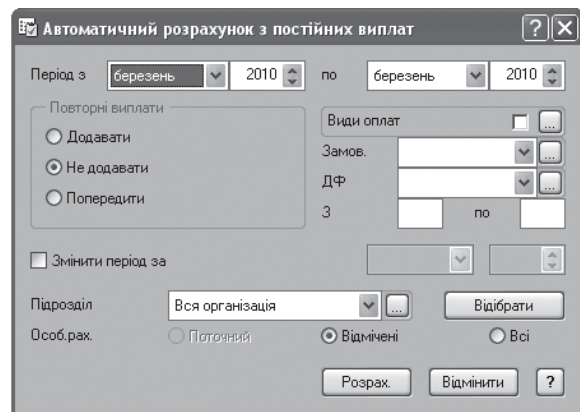 Автоматичний розрахунок з постійних виплат ?
Період з березень 2010 по березень 2010
Повторні виплати
Види оплат ...
Додавати
Замов. ...
Не додавати
ДФ ...
Попередити
З по
Змінити період за
Підрозділ Вся організація ... Відібрати
Особ.рах. Поточний Відмічені Всі
Розрах. Відмінити ?